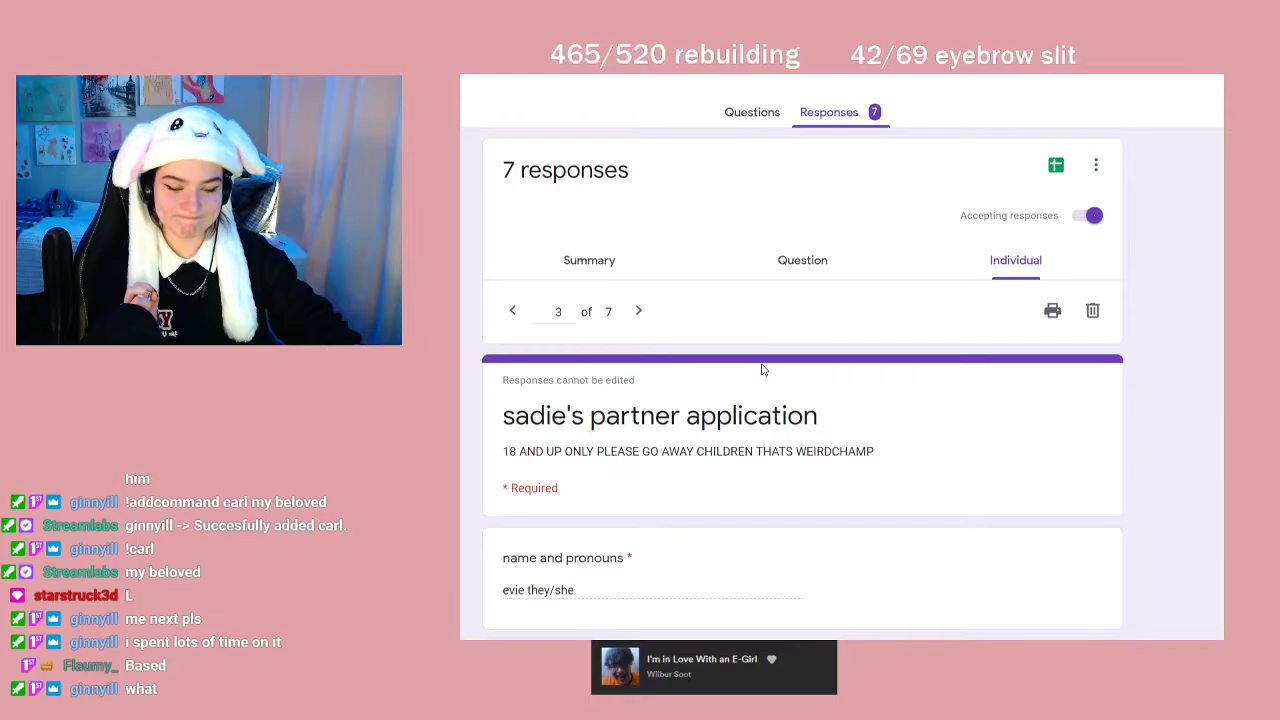 465/520 rebuilding
42/69 eyebrow slit
Questions
Responses 7
7 responses
Accepting responses
Summary
Question
Individual
3 of 7
Responses cannot be edited
sadie's partner application
18 AND UP ONLY PLEASE GO AWAY CHILDREN THATS WEIRDCHAMP
* Required
name and pronouns *
evie they/she
him
ginnyill !addcommand carl my beloved
Streamlabs ginnyill -> Succesfully added carl.
ginnyill !carl
Streamlabs my beloved
starstruck3d L
ginnyill me next pls
ginnyill i spent lots of time on it
Flaumy_ Based
ginnyill what
I'm in Love With an E-Girl
Wilbur Soot